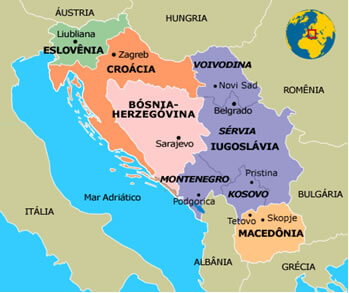 ÁUSTRIA
HUNGRIA
Liubliana
ESLOVÊNIA
Zagreb
CROÁCIA
VOIVODINA
Novi Sad
ROMÊNIA
BÓSNIA-
HERZEGÓVINA
Belgrado
SÉRVIA
IUGOSLÁVIA
Sarajevo
MONTENEGRO
Pristina
Mar Adriático
Podgorica
KOSOVO
BULGÁRIA
ITÁLIA
Tetovo
Skopje
MACEDÔNIA
ALBÂNIA
GRÉCIA